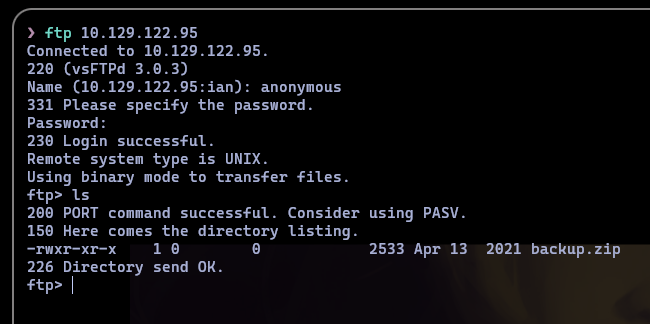 ❯ ftp 10.129.122.95
Connected to 10.129.122.95.
220 (vsFTPd 3.0.3)
Name (10.129.122.95:ian): anonymous
331 Please specify the password.
Password:
230 Login successful.
Remote system type is UNIX.
Using binary mode to transfer files.
ftp> ls
200 PORT command successful. Consider using PASV.
150 Here comes the directory listing.
-rwxr-xr-x    1 0        0            2533 Apr 13  2021 backup.zip
226 Directory send OK.
ftp>